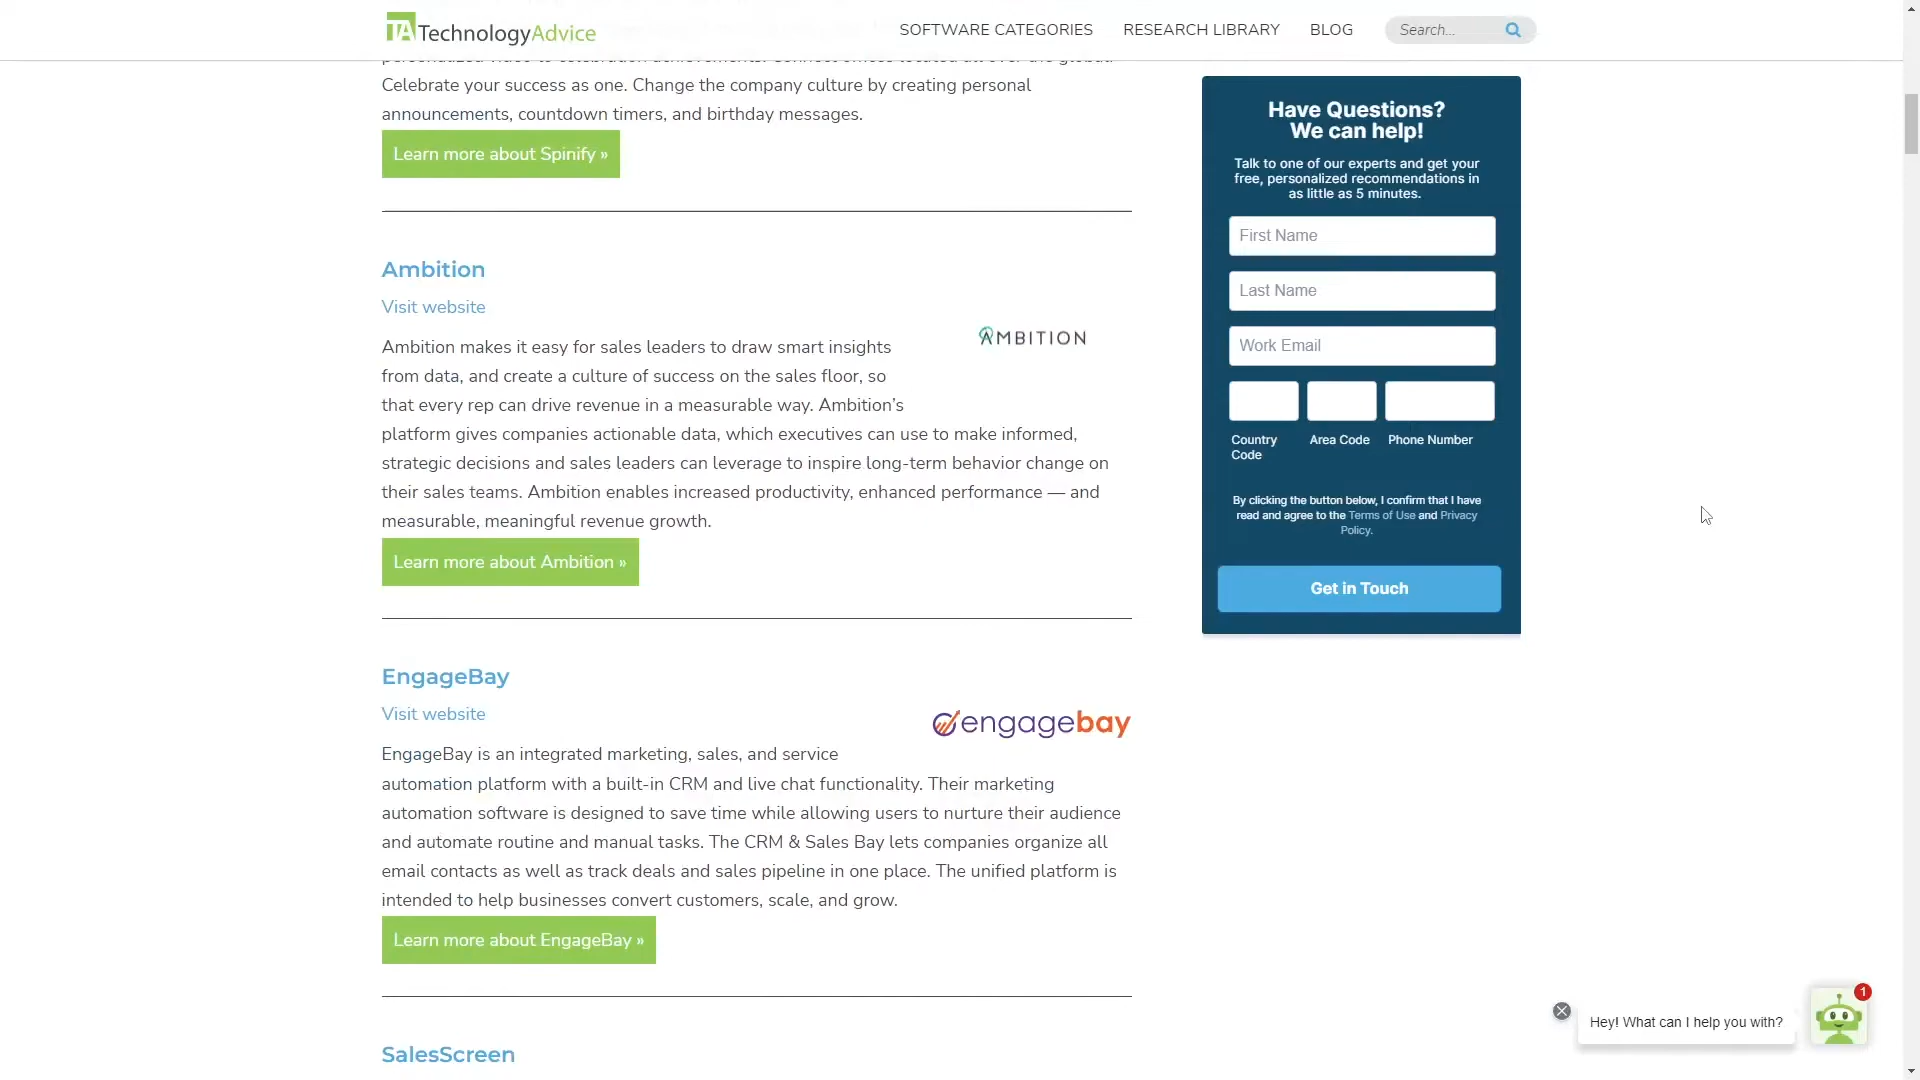 TA TechnologyAdvice
SOFTWARE CATEGORIES
RESEARCH LIBRARY
BLOG
Search...
Celebrate your success as one. Change the company culture by creating personal
announcements, countdown timers, and birthday messages.
Learn more about Spinify »
Ambition
Visit website
AMBITION
Ambition makes it easy for sales leaders to draw smart insights
from data, and create a culture of success on the sales floor, so
that every rep can drive revenue in a measurable way. Ambition’s
platform gives companies actionable data, which executives can use to make informed,
strategic decisions and sales leaders can leverage to inspire long-term behavior change on
their sales teams. Ambition enables increased productivity, enhanced performance — and
measurable, meaningful revenue growth.
Learn more about Ambition »
EngageBay
Visit website
engagebay
EngageBay is an integrated marketing, sales, and service
automation platform with a built-in CRM and live chat functionality. Their marketing
automation software is designed to save time while allowing users to nurture their audience
and automate routine and manual tasks. The CRM & Sales Bay lets companies organize all
email contacts as well as track deals and sales pipeline in one place. The unified platform is
intended to help businesses convert customers, scale, and grow.
Learn more about EngageBay »
SalesScreen
Have Questions?
We can help!
Talk to one of our experts and get your
free, personalized recommendations in
as little as 5 minutes.
First Name
Last Name
Work Email
Country
Code
Area Code
Phone Number
By clicking the button below, I confirm that I have
read and agree to the Terms of Use and Privacy
Policy.
Get in Touch
Hey! What can I help you with?
1